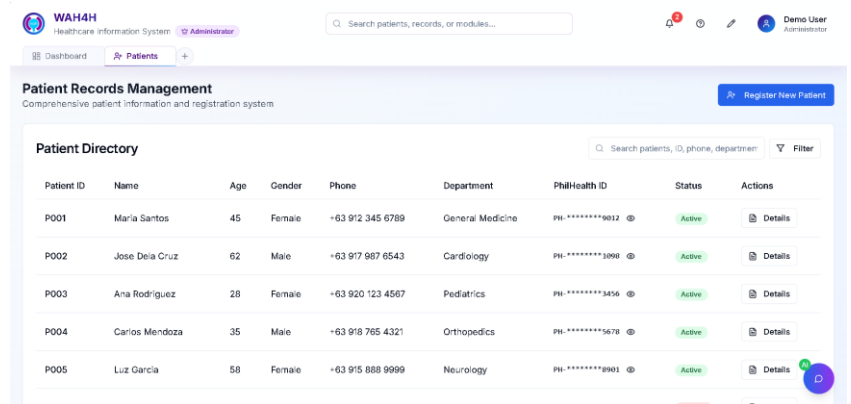 WAH4H
Healthcare Information System Administrator
Search patients, records, or modules...
3
Demo User
Administrator
Dashboard Patients +
Patient Records Management
Comprehensive patient information and registration system
Register New Patient
Patient Directory
Search patients, ID, phone, departmen
Filter
Patient ID Name Age Gender Phone Department PhilHealth ID Status Actions
P001 Maria Santos 45 Female +63 912 345 6789 General Medicine PH-********9012 Active Details
P002 Jose Dela Cruz 62 Male +63 917 987 6543 Cardiology PH-********1098 Active Details
P003 Ana Rodriguez 28 Female +63 920 123 4567 Pediatrics PH-********3456 Active Details
P004 Carlos Mendoza 35 Male +63 918 765 4321 Orthopedics PH-********5678 Active Details
P005 Luz Garcia 58 Female +63 915 888 9999 Neurology PH-********8901 Active Details
AI